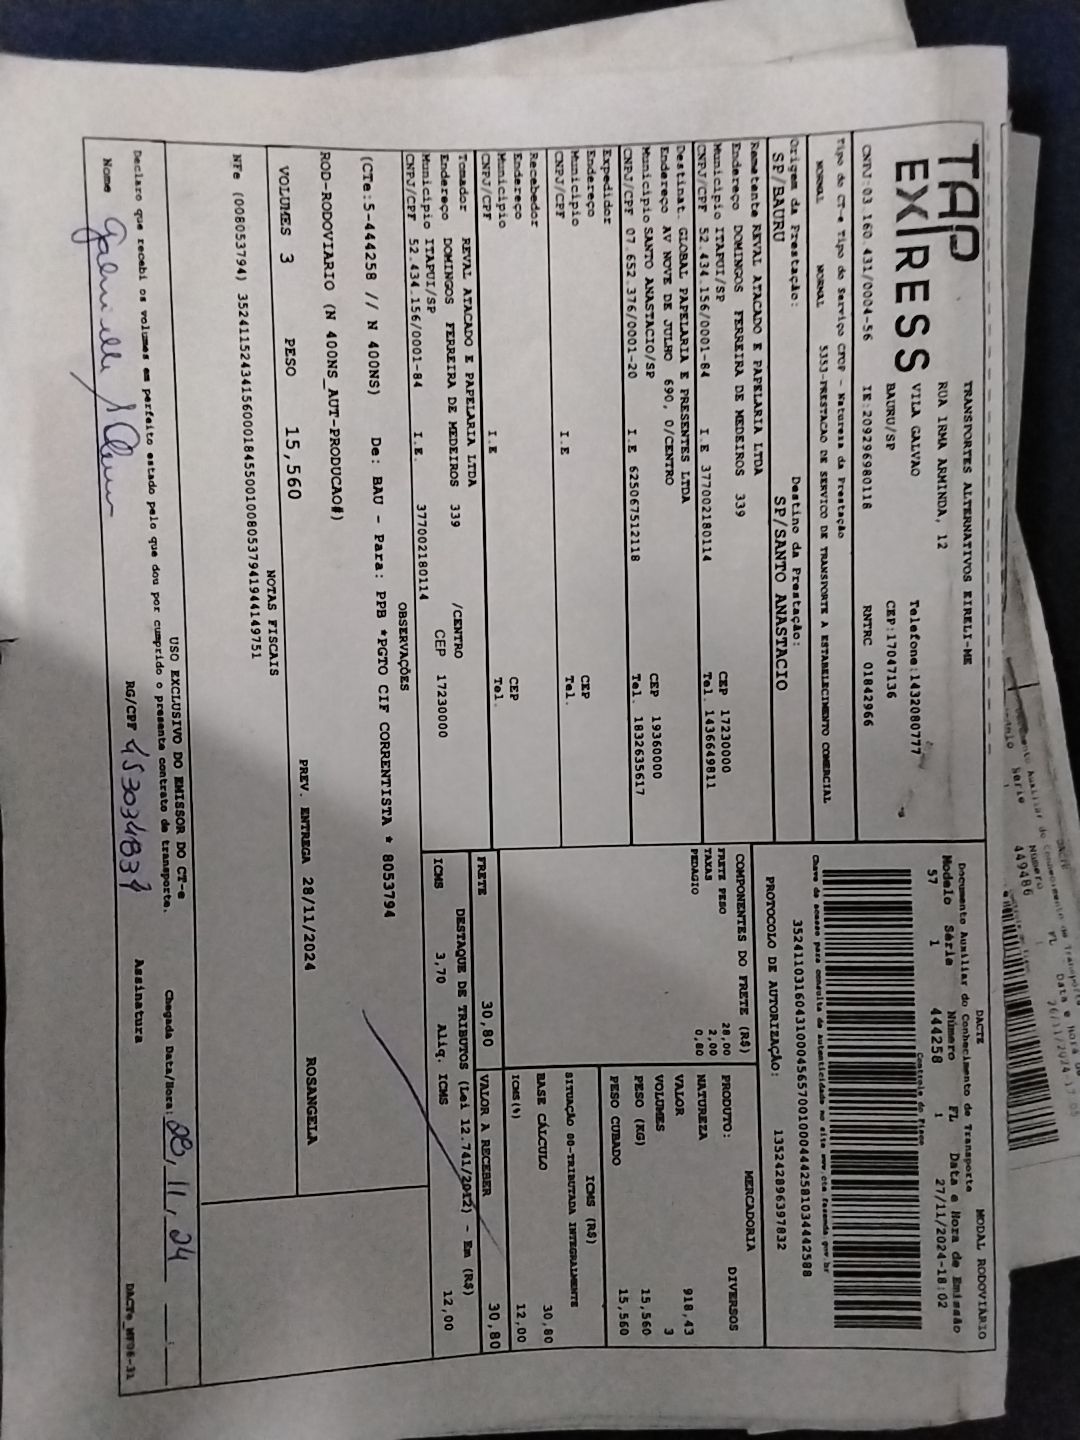 TAP EXPRESS
TRANSPORTES ALTERNATIVOS EIRELI-ME
RUA IRMA ARMINDA, 12
VILA GALVAO Telefone:1432080777
BAURU/SP CEP:17047136
CNPJ:03.160.431/0004-56 IE:209296980118 RNTRC 01842966
DACTE MODAL RODOVIÁRIO
Documento Auxiliar do Conhecimento de Transporte
Modelo Série Número FL Data e Hora de Emissão
57 1 444258 1 27/11/2024-18:02
Controle do Fisco
Chave de acesso para consulta de autenticidade no site www.cte.fazenda.gov.br
35241103160431000456570010004442581034442588
PROTOCOLO DE AUTORIZAÇÃO: 135242896397832
Tipo do CT-e Tipo do Serviço CFOP - Natureza da Prestação
NORMAL NORMAL 5353-PRESTACAO DE SERVICO DE TRANSPORTE A ESTABELECIMENTO COMERCIAL
Origem da Prestação: Destino da Prestação:
SP/BAURU SP/SANTO ANASTACIO
Remetente REVAL ATACADO E PAPELARIA LTDA
Endereço DOMINGOS FERREIRA DE MEDEIROS 339
Município ITAPUI/SP CEP 17230000
CNPJ/CPF 52.434.156/0001-84 I.E 377002180114 Tel. 1436649811
Destinat. GLOBAL PAPELARIA E PRESENTES LTDA
Endereço AV NOVE DE JULHO 690, 0/CENTRO
Município SANTO ANASTACIO/SP CEP 19360000
CNPJ/CPF 07.652.376/0001-20 I.E 625067512118 Tel. 1832635617
Expedidor
Endereço
Município CEP
CNPJ/CPF I.E Tel.
Recebedor
Endereço
Município CEP
CNPJ/CPF I.E Tel.
Tomador REVAL ATACADO E PAPELARIA LTDA
Endereço DOMINGOS FERREIRA DE MEDEIROS 339 /CENTRO
Município ITAPUI/SP CEP 17230000
CNPJ/CPF 52.434.156/0001-84 I.E. 377002180114
COMPONENTES DO FRETE (R$)
FRETE PESO 28,00
TAXAS 2,00
PEDAGIO 0,80
MERCADORIA
PRODUTO: DIVERSOS
NATUREZA
VALOR 918,43
VOLUMES 3
PESO (KG) 15,560
PESO CUBADO 15,560
ICMS (R$)
SITUAÇÃO 00-TRIBUTADA INTEGRALMENTE
BASE CÁLCULO 30,80
ICMS(%) 12,00
FRETE 30,80 VALOR A RECEBER 30,80
DESTAQUE DE TRIBUTOS (Lei 12.741/2012) - Em (R$)
ICMS 3,70 Aliq. ICMS 12,00
OBSERVAÇÕES
(CTe:5-444258 // N 400NS) De: BAU - Para: PPB *PGTO CIF CORRENTISTA * 8053794
ROD-RODOVIARIO (N 400NS_AUT-PRODUCAO#)
VOLUMES 3 PESO 15,560 PREV. ENTREGA 28/11/2024 ROSANGELA
NOTAS FISCAIS
NFe (008053794) 35241152434156000184550010080537941944149751
USO EXCLUSIVO DO EMISSOR DO CT-e
Declaro que recebi os volumes em perfeito estado pelo que dou por cumprido o presente contrato de transporte. Chegada Data/Hora: 28, 11, 24
Nome RG/CPF Assinatura
DACTE
Número
449486